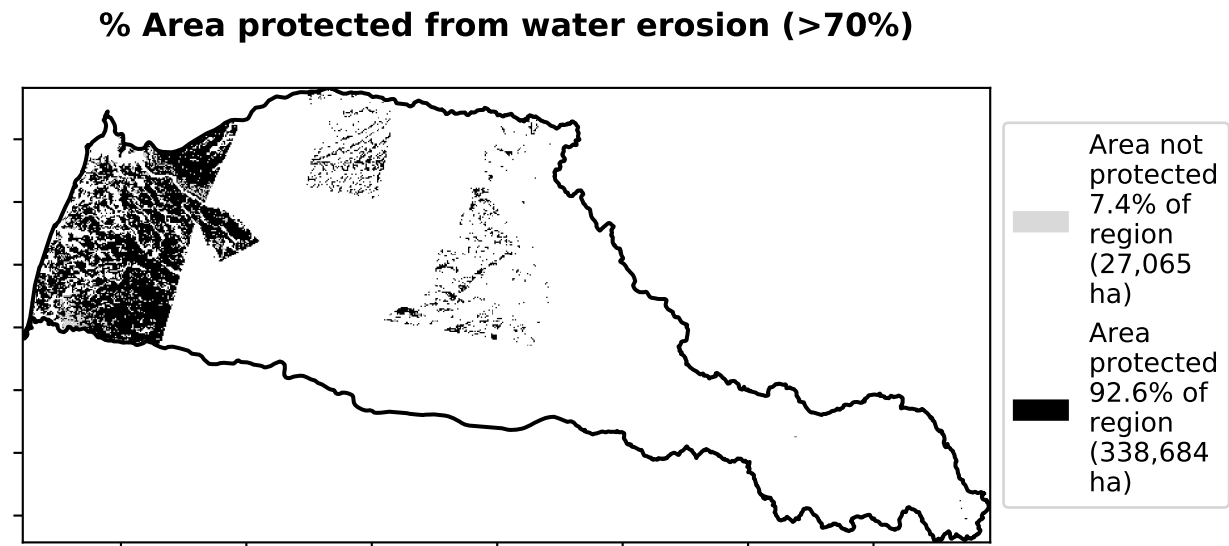 % Area protected from water erosion (>70%)
Area not
protected
7.4% of
region
(27,065
ha)
Area
protected
92.6% of
region
(338,684
ha)